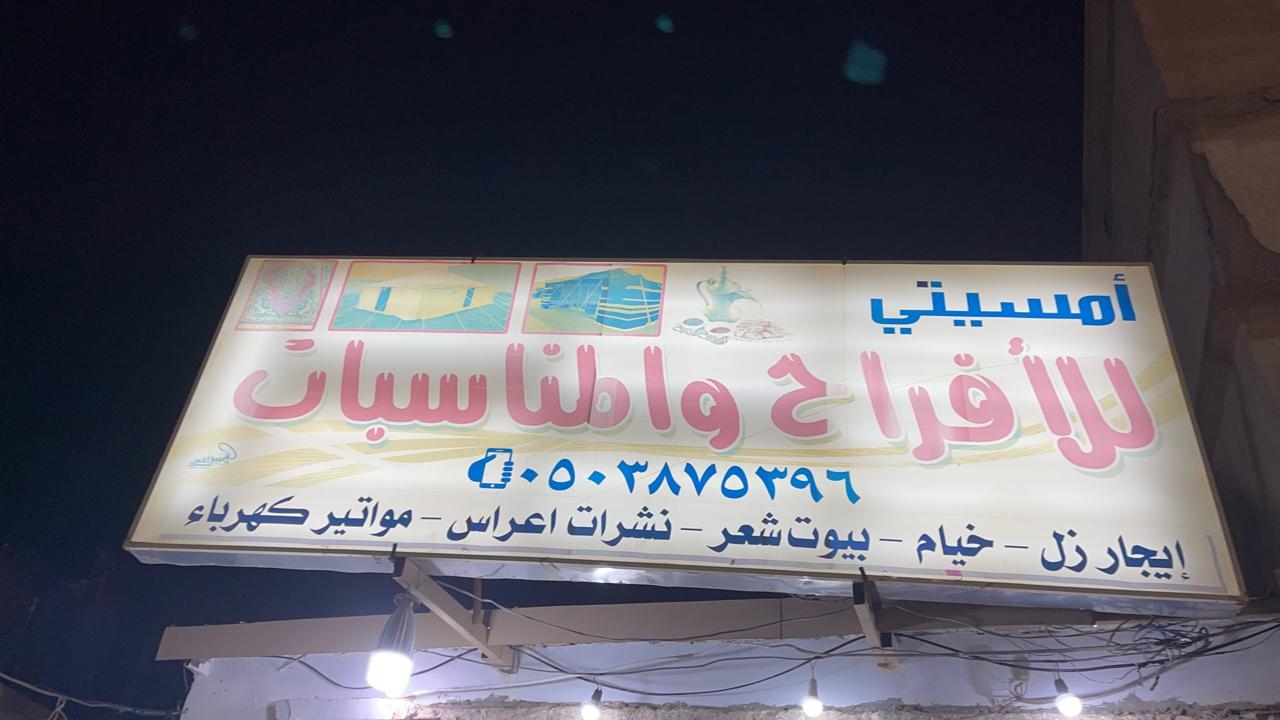 أمسيتي
للأفراح والمناسبات
٠٥٠٣٨٧٥٣٩٦
إيجار زل - خيام - بيوت شعر - نشرات اعراس - مواتير كهرباء